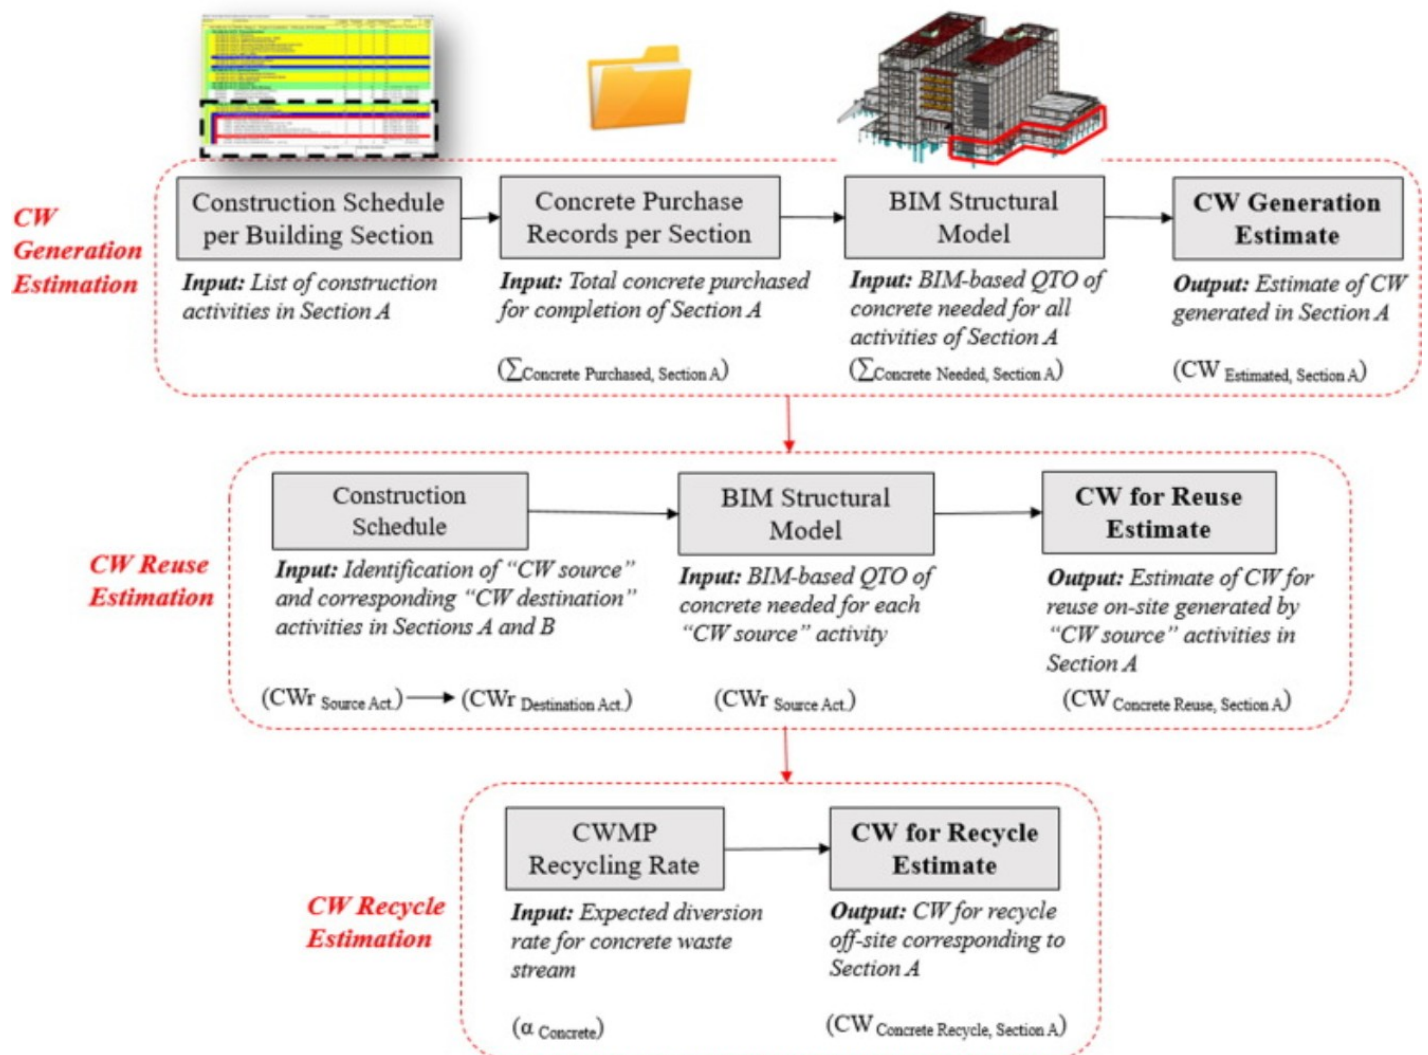 CW
Generation
Estimation
Construction Schedule
per Building Section
Input: List of construction
activities in Section A
Concrete Purchase
Records per Section
Input: Total concrete purchased
for completion of Section A
(∑Concrete Purchased, Section A)
BIM Structural
Model
Input: BIM-based QTO of
concrete needed for all
activities of Section A
(∑Concrete Needed, Section A)
CW Generation
Estimate
Output: Estimate of CW
generated in Section A
(CW Estimated, Section A)
CW Reuse
Estimation
Construction
Schedule
Input: Identification of “CW source”
and corresponding “CW destination”
activities in Sections A and B
(CWr Source Act.) → (CWr Destination Act.)
BIM Structural
Model
Input: BIM-based QTO of
concrete needed for each
“CW source” activity
(CWr Source Act.)
CW for Reuse
Estimate
Output: Estimate of CW for
reuse on-site generated by
“CW source” activities in
Section A
(CW Concrete Reuse, Section A)
CW Recycle
Estimation
CWMP
Recycling Rate
Input: Expected diversion
rate for concrete waste
stream
(α Concrete)
CW for Recycle
Estimate
Output: CW for recycle
off-site corresponding to
Section A
(CW Concrete Recycle, Section A)